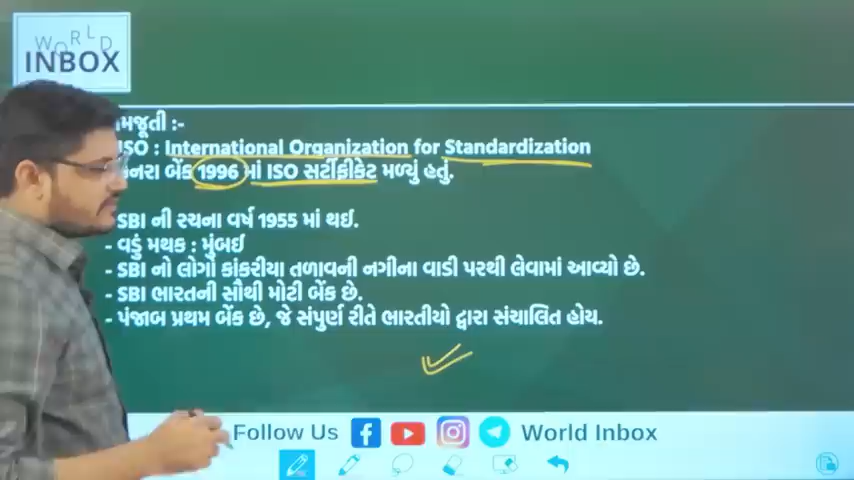 WORLD
INBOX
મજૂતી :-
ISO : International Organization for Standardization
નરા બેંક 1996 માં ISO સર્ટીફીકેટ મળ્યું હતું.
SBI ની રચના વર્ષ 1955 માં થઈ.
- વડું મથક : મુંબઈ
- SBI નો લોગો કાંકરીયા તળાવની નગીના વાડી પરથી લેવામાં આવ્યો છે.
- SBI ભારતની સૌથી મોટી બેંક છે.
- પંજાબ પ્રથમ બેંક છે, જે સંપુર્ણ રીતે ભારતીયો દ્વારા સંચાલિત હોય.
Follow Us World Inbox